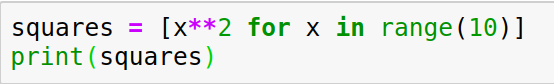 squares = [x**2 for x in range(10)]
print(squares)